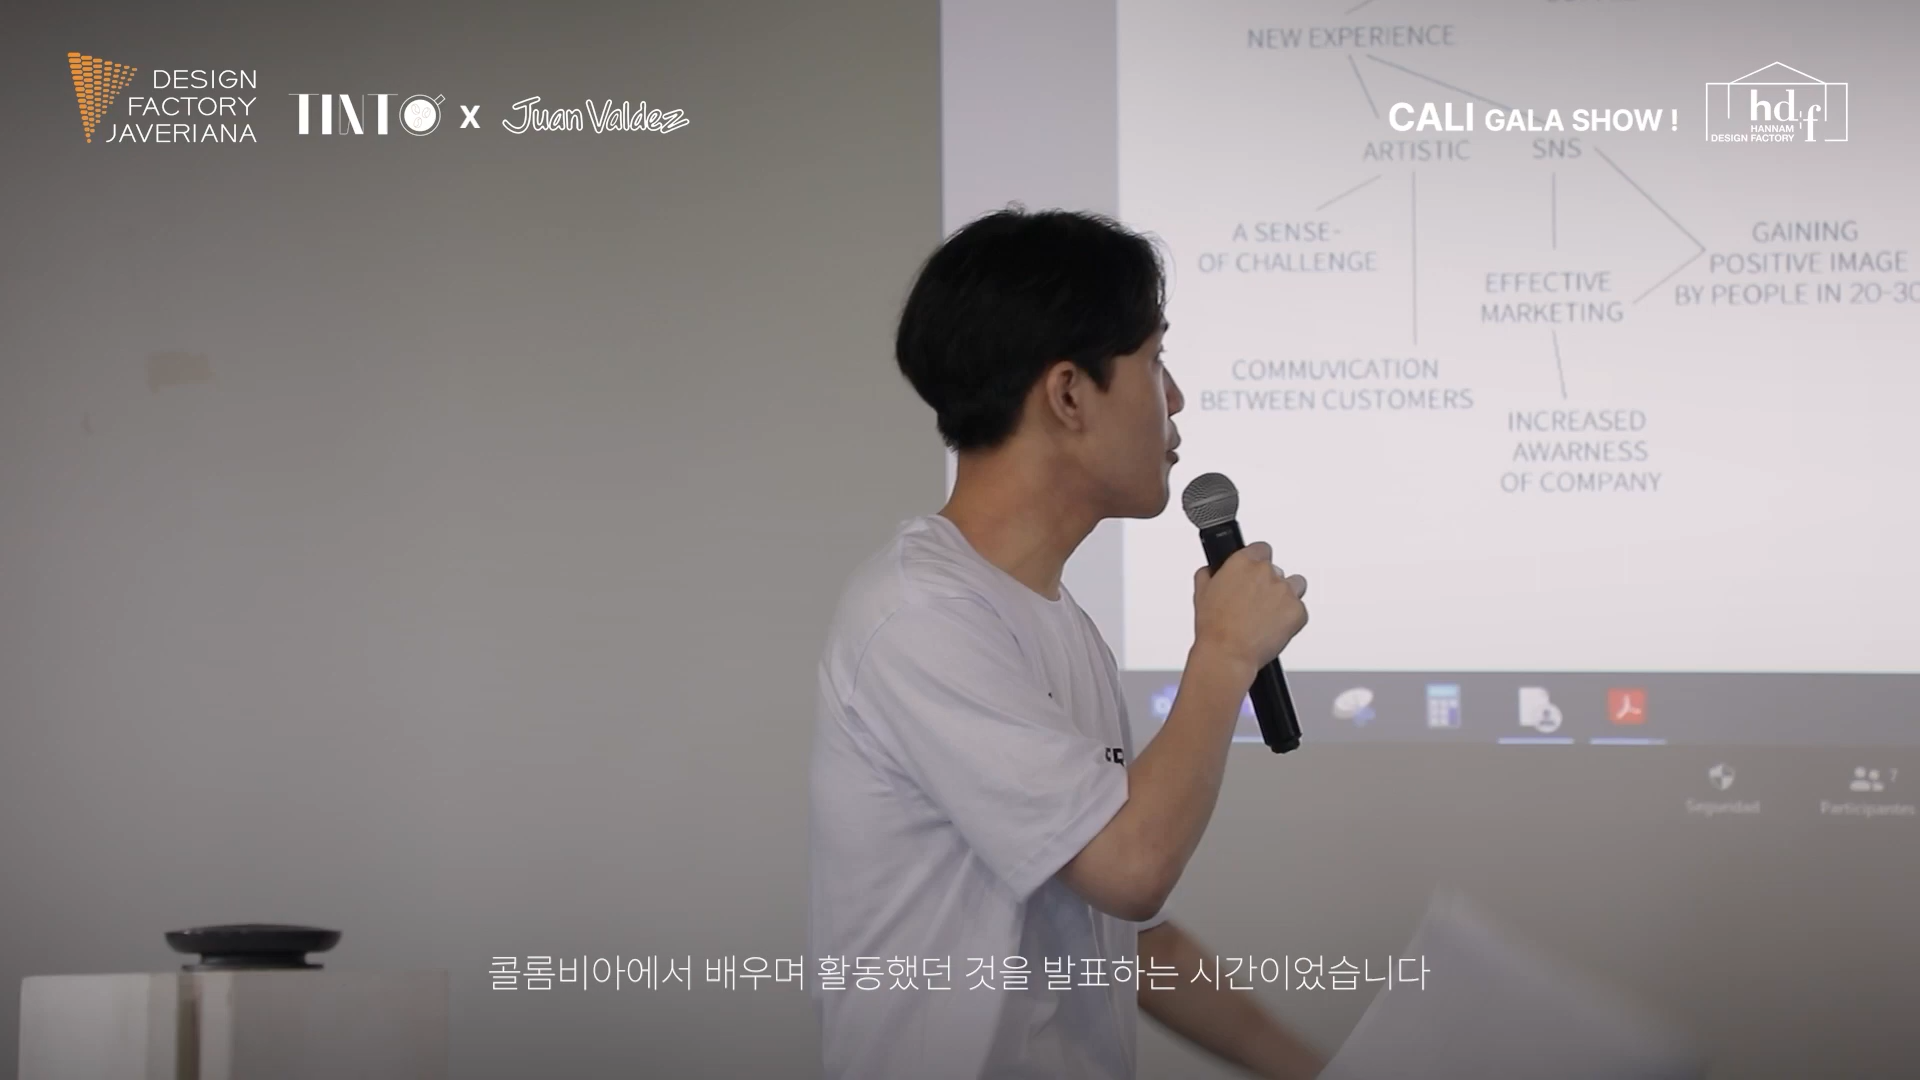 DESIGN
FACTORY
JAVERIANA
TINTO X Juan Valdez
CALI GALA SHOW !
hdf
HANNAM
DESIGN FACTORY
NEW EXPERIENCE
ARTISTIC
SNS
A SENSE-
OF CHALLENGE
EFFECTIVE
MARKETING
GAINING
POSITIVE IMAGE
BY PEOPLE IN 20-30
COMMUVICATION
BETWEEN CUSTOMERS
INCREASED
AWARNESS
OF COMPANY
7
Seguridad
Participantes
콜롬비아에서 배우며 활동했던 것을 발표하는 시간이었습니다